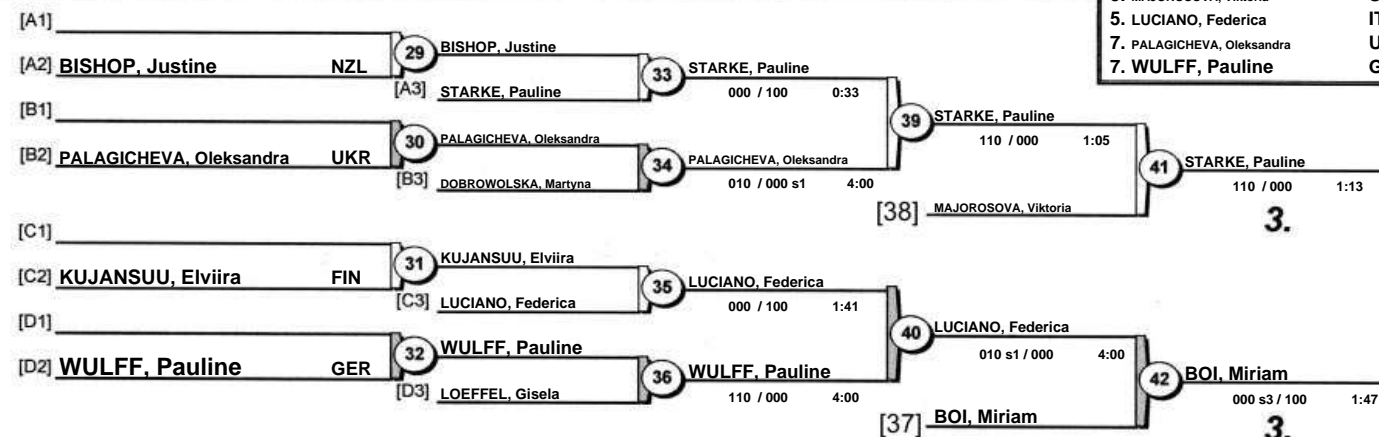 5. LUCIANO, Federica
7. PALAGICHEVA, Oleksandra
7. WULFF, Pauline
[A1]
[A2] BISHOP, Justine NZL
29
[A3]
BISHOP, Justine
STARKE, Pauline
33
STARKE, Pauline
000 / 100 0:33
[B1]
[B2] PALAGICHEVA, Oleksandra UKR
30
[B3]
PALAGICHEVA, Oleksandra
DOBROWOLSKA, Martyna
34
PALAGICHEVA, Oleksandra
010 / 000 s1 4:00
39
STARKE, Pauline
110 / 000 1:05
[38] MAJOROSOVA, Viktoria
41
STARKE, Pauline
110 / 000 1:13
3.
[C1]
[C2] KUJANSUU, Elviira FIN
31
[C3]
KUJANSUU, Elviira
LUCIANO, Federica
35
LUCIANO, Federica
000 / 100 1:41
[D1]
[D2] WULFF, Pauline GER
32
[D3]
WULFF, Pauline
LOEFFEL, Gisela
36
WULFF, Pauline
110 / 000 4:00
40
LUCIANO, Federica
010 s1 / 000 4:00
[37] BOI, Miriam
42
BOI, Miriam
000 s3 / 100 1:47
3.